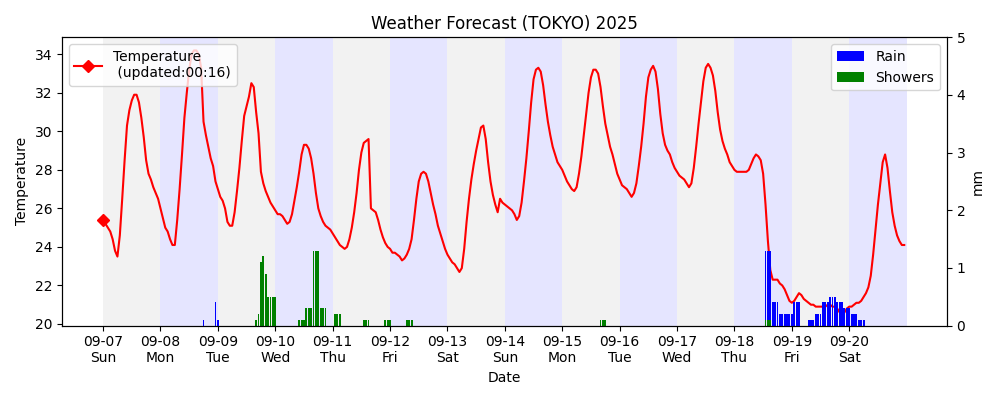 Weather Forecast (TOKYO) 2025
Temperature
(updated:00:16)
Rain
Showers
Temperature
34
32
30
28
26
24
22
20
5
4
3
2
1
0
mm
09-07 09-08 09-09 09-10 09-11 09-12 09-13 09-14 09-15 09-16 09-17 09-18 09-19 09-20
Sun Mon Tue Wed Thu Fri Sat Sun Mon Tue Wed Thu Fri Sat
Date